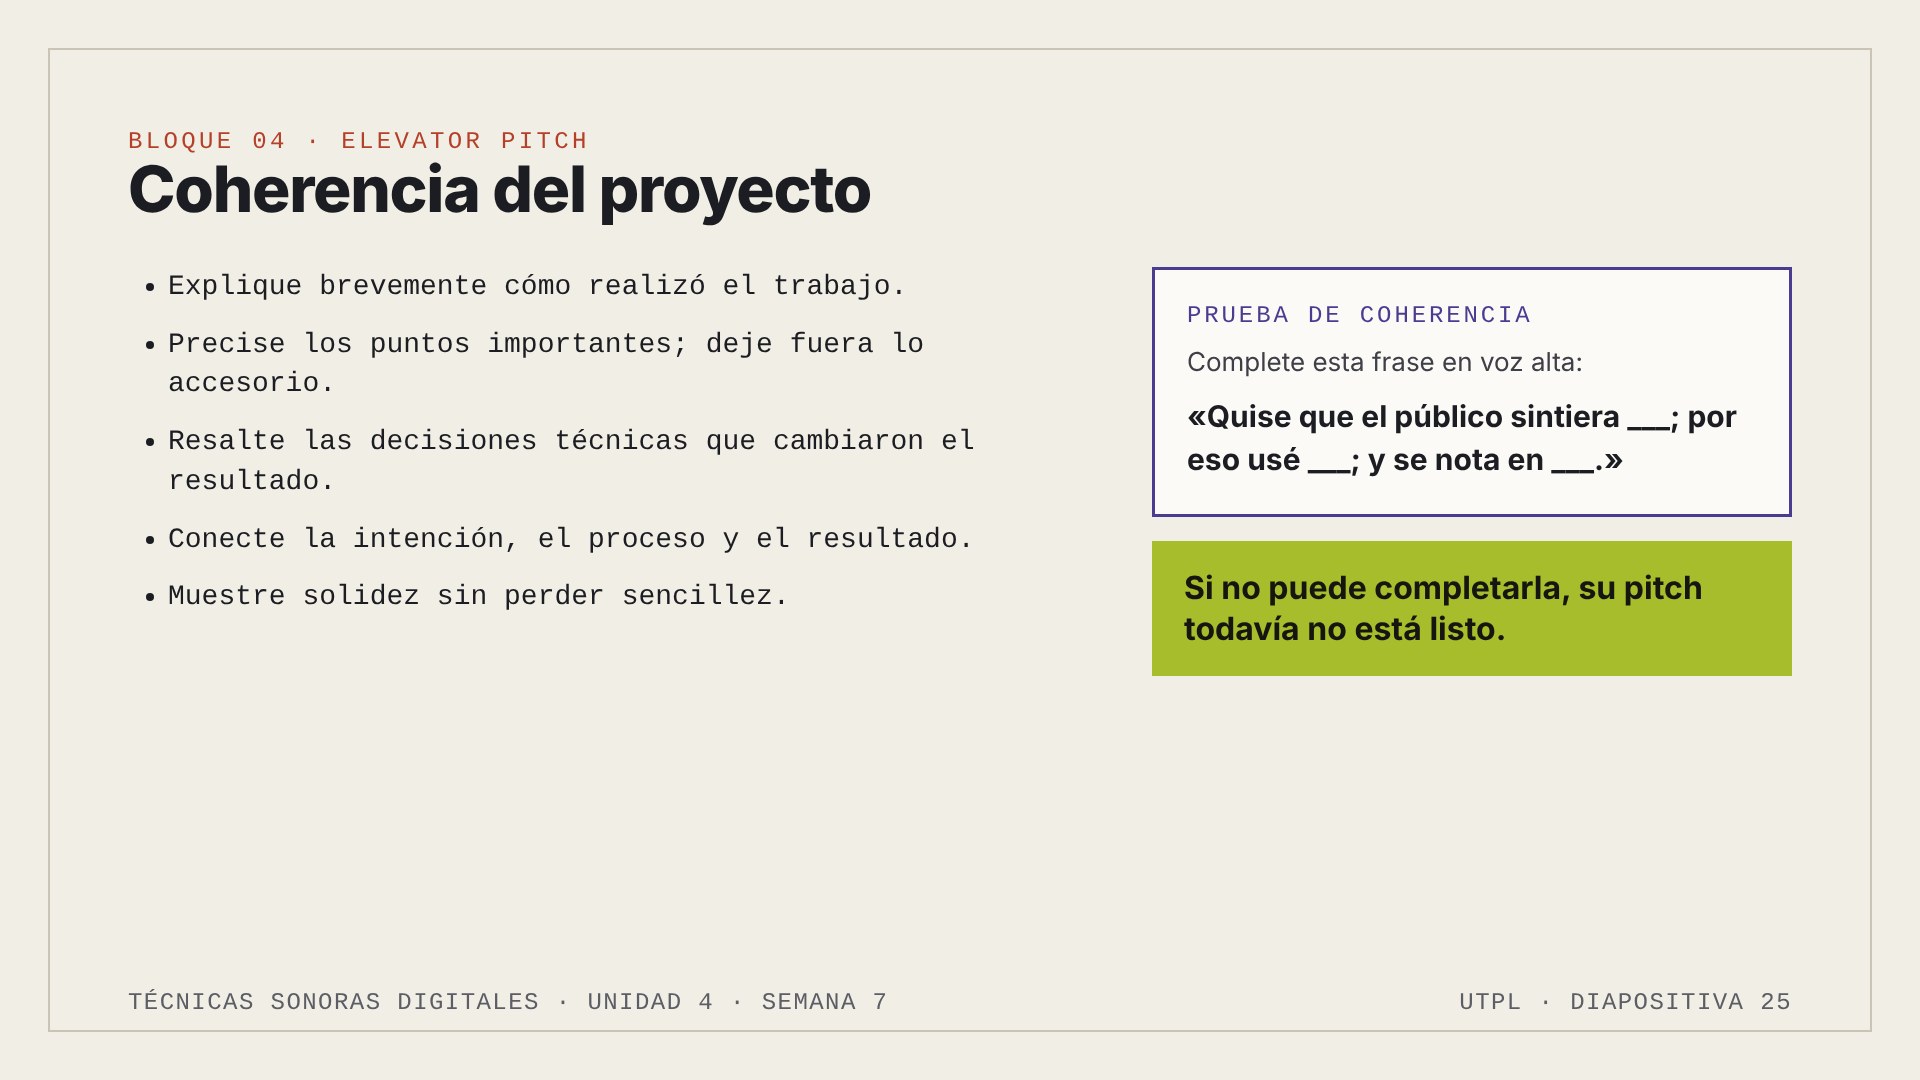 BLOQUE 04 · ELEVATOR PITCH
Coherencia del proyecto
• Explique brevemente cómo realizó el trabajo.
• Precise los puntos importantes; deje fuera lo
accesorio.
• Resalte las decisiones técnicas que cambiaron el
resultado.
• Conecte la intención, el proceso y el resultado.
• Muestre solidez sin perder sencillez.
PRUEBA DE COHERENCIA
Complete esta frase en voz alta:
«Quise que el público sintiera ___; por
eso usé ___; y se nota en ___.»
Si no puede completarla, su pitch
todavía no está listo.
TÉCNICAS SONORAS DIGITALES · UNIDAD 4 · SEMANA 7
UTPL · DIAPOSITIVA 25